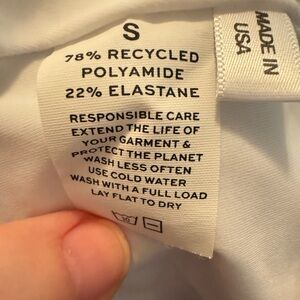 S
78% RECYCLED
POLYAMIDE
22% ELASTANE
RESPONSIBLE CARE
EXTEND THE LIFE OF
YOUR GARMENT &
PROTECT THE PLANET
WASH LESS OFTEN
USE COLD WATER
WASH WITH A FULL LOAD
LAY FLAT TO DRY
MADE IN
USA